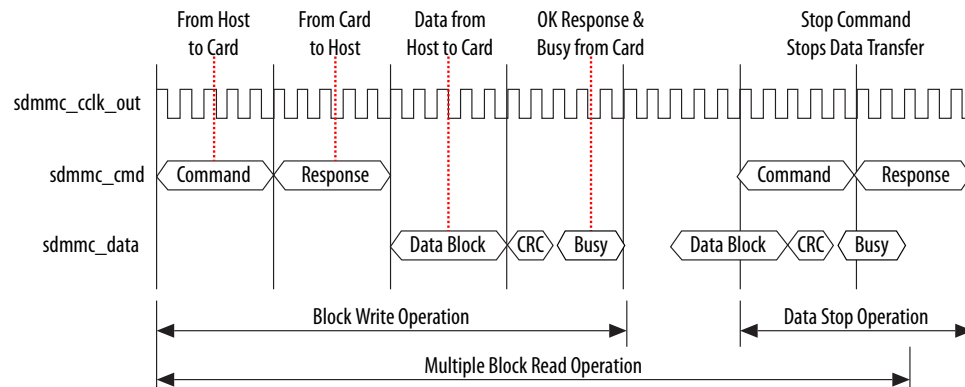 From Host
to Card
From Card
to Host
Data from
Host to Card
OK Response &
Busy from Card
Stop Command
Stops Data Transfer
sdmmc_cclk_out
sdmmc_cmd
Command
Response
Command
Response
sdmmc_data
Data Block
CRC
Busy
Data Block
CRC
Busy
Block Write Operation
Data Stop Operation
Multiple Block Read Operation